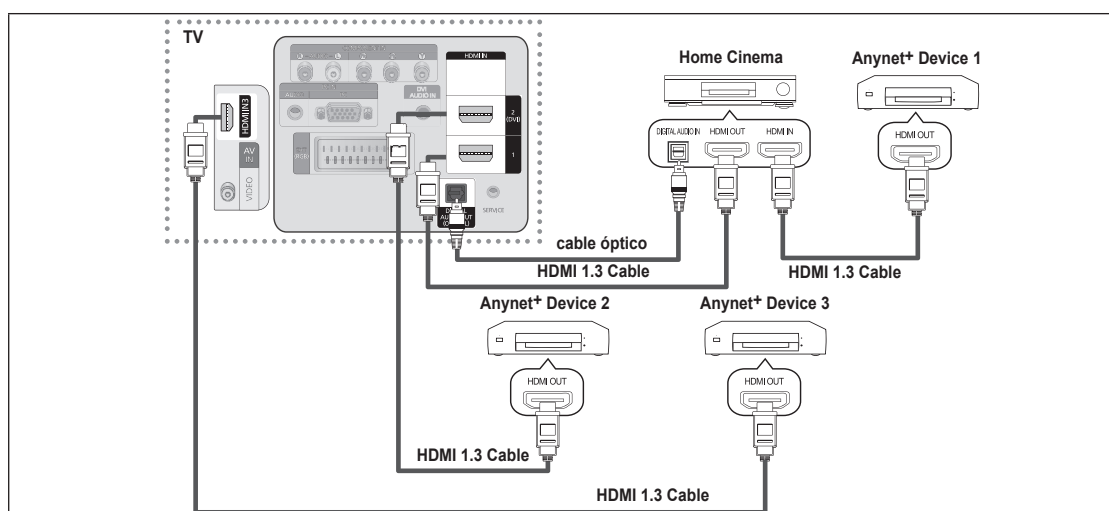 TV
HDMI IN 3
AV
IN
VIDEO
HDMI IN
DVI
AUDIO IN
2
(DVI)
1
SERVICE
Home Cinema
DIGITAL AUDIO IN
HDMI OUT
HDMI IN
Anynet+ Device 1
HDMI OUT
cable óptico
HDMI 1.3 Cable
HDMI 1.3 Cable
Anynet+ Device 2
HDMI OUT
HDMI 1.3 Cable
Anynet+ Device 3
HDMI OUT
HDMI 1.3 Cable